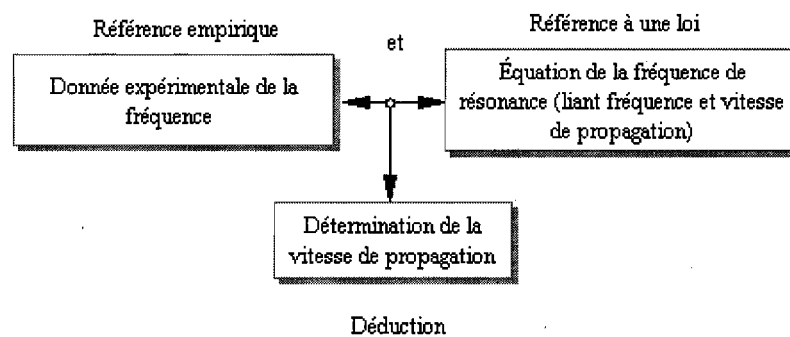 Référence empirique
et
Référence à une loi
Donnée expérimentale de la
fréquence
Équation de la fréquence de
résonance (liant fréquence et vitesse
de propagation)
Détermination de la
vitesse de propagation
Déduction